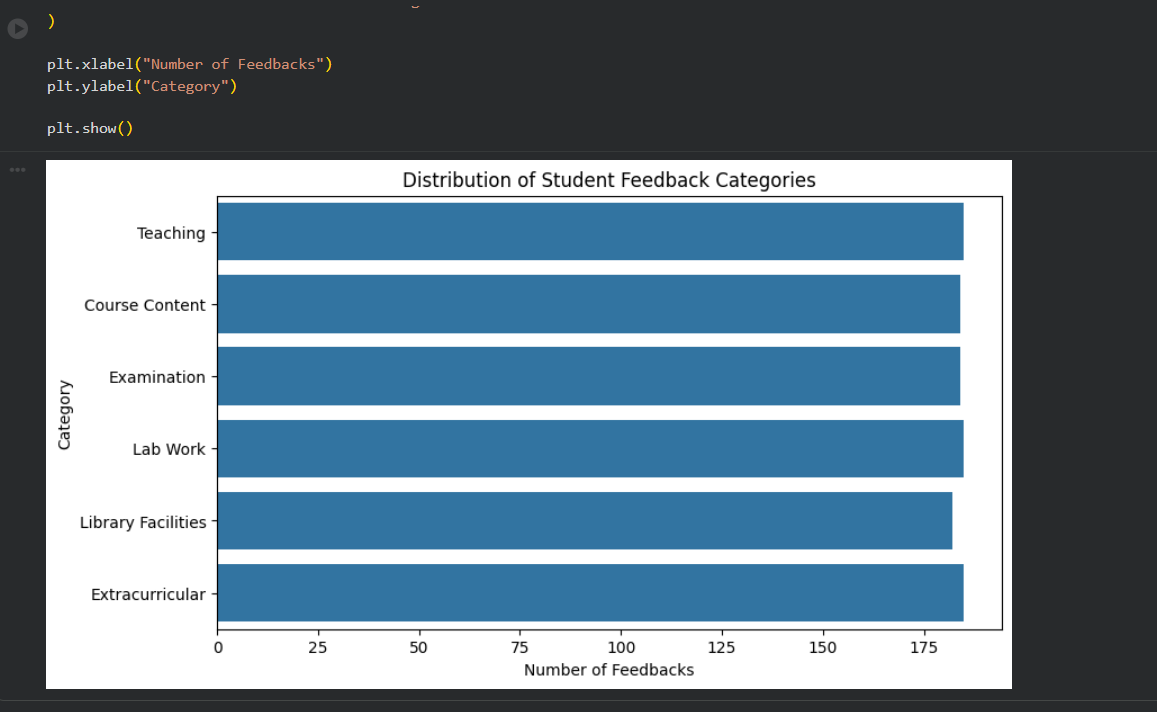 )
plt.xlabel("Number of Feedbacks")
plt.ylabel("Category")
plt.show()
Distribution of Student Feedback Categories
Teaching
Course Content
Examination
Lab Work
Library Facilities
Extracurricular
Category
0 25 50 75 100 125 150 175
Number of Feedbacks